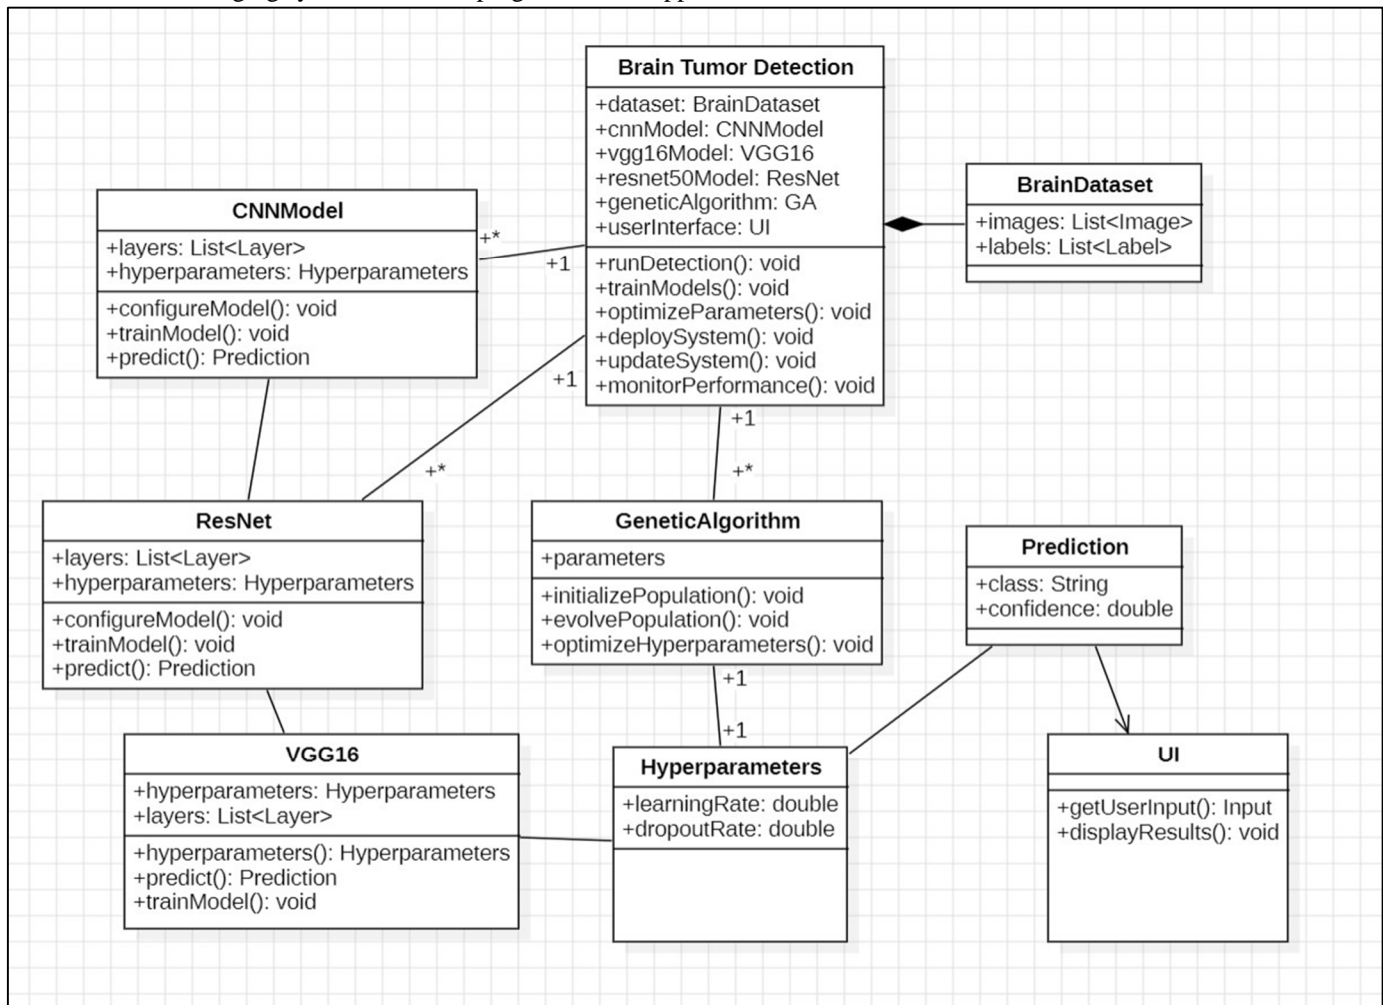 Brain Tumor Detection
+dataset: BrainDataset
+cnnModel: CNNModel
+vgg16Model: VGG16
+resnet50Model: ResNet
+geneticAlgorithm: GA
+userInterface: UI
+runDetection(): void
+trainModels(): void
+optimizeParameters(): void
+deploySystem(): void
+updateSystem(): void
+monitorPerformance(): void
BrainDataset
+images: List<Image>
+labels: List<Label>
CNNModel
+layers: List<Layer>
+hyperparameters: Hyperparameters
+configureModel(): void
+trainModel(): void
+predict(): Prediction
+*
+1
+1
+*
+1
+*
ResNet
+layers: List<Layer>
+hyperparameters: Hyperparameters
+configureModel(): void
+trainModel(): void
+predict(): Prediction
GeneticAlgorithm
+parameters
+initializePopulation(): void
+evolvePopulation(): void
+optimizeHyperparameters(): void
Prediction
+class: String
+confidence: double
+1
+1
VGG16
+hyperparameters: Hyperparameters
+layers: List<Layer>
+hyperparameters(): Hyperparameters
+predict(): Prediction
+trainModel(): void
Hyperparameters
+learningRate: double
+dropoutRate: double
UI
+getUserInput(): Input
+displayResults(): void